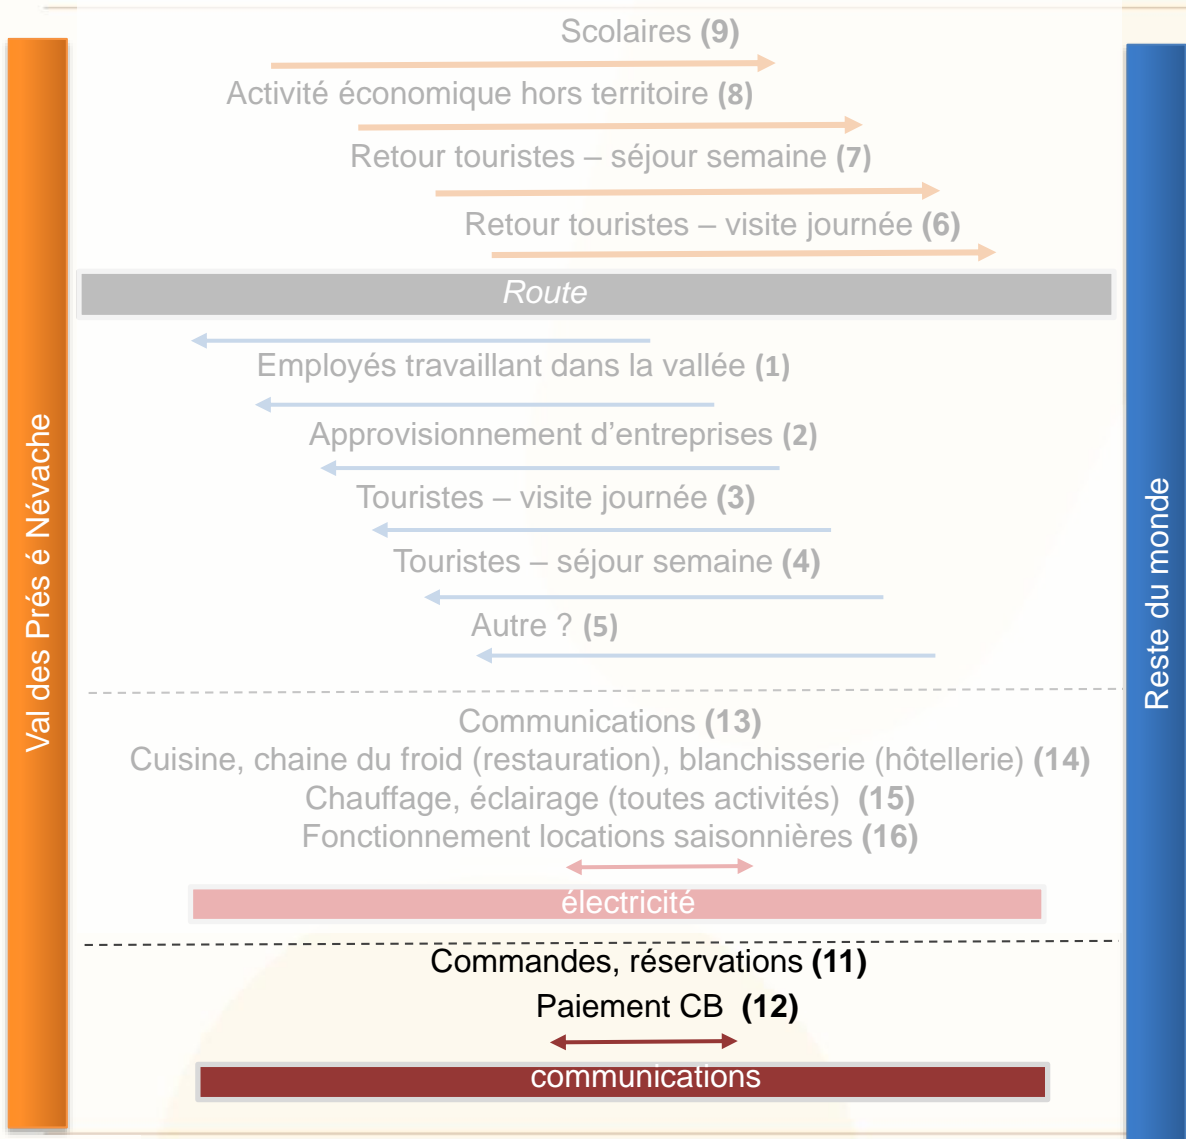 Scolaires (9)
Activité économique hors territoire (8)
Retour touristes – séjour semaine (7)
Retour touristes – visite journée (6)
Route
Employés travaillant dans la vallée (1)
Approvisionnement d’entreprises (2)
Touristes – visite journée (3)
Touristes – séjour semaine (4)
Autre ? (5)
Val des Prés é Névache
Reste du monde
Communications (13)
Cuisine, chaine du froid (restauration), blanchisserie (hôtellerie) (14)
Chauffage, éclairage (toutes activités) (15)
Fonctionnement locations saisonnières (16)
électricité
Commandes, réservations (11)
Paiement CB (12)
communications